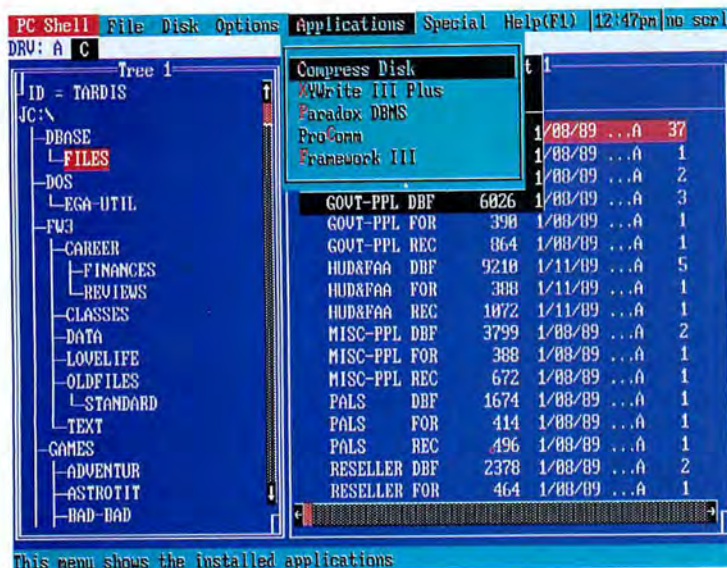 PC Shell File Disk Options Applications Special Help(F1) 12:47pm no scrl
DRV: A C
Tree 1
ID = TARDIS
C:\
DBASE
FILES
DOS
EGA-UTIL
FW3
CAREER
FINANCES
REVIEWS
CLASSES
DATA
LOVELIFE
OLDFILES
STANDARD
TEXT
GAMES
ADVENTUR
ASTROTIT
BAD-BAD
Compress Disk
XYWrite III Plus
Paradox DBMS
ProComm
Framework III
t 1
1/08/89 ...A 37
1/08/89 ...A 1
1/08/89 ...A 2
GOVT-PPL DBF 6026 1/08/89 ...A 3
GOVT-PPL FOR 390 1/08/89 ...A 1
GOVT-PPL REC 864 1/08/89 ...A 1
HUD&FAA DBF 9210 1/11/89 ...A 5
HUD&FAA FOR 388 1/11/89 ...A 1
HUD&FAA REC 1072 1/11/89 ...A 1
MISC-PPL DBF 3799 1/08/89 ...A 2
MISC-PPL FOR 388 1/08/89 ...A 1
MISC-PPL REC 672 1/08/89 ...A 1
PALS DBF 1674 1/08/89 ...A 1
PALS FOR 414 1/08/89 ...A 1
PALS REC 496 1/08/89 ...A 1
RESELLER DBF 2378 1/08/89 ...A 2
RESELLER FOR 464 1/08/89 ...A 1
This menu shows the installed applications